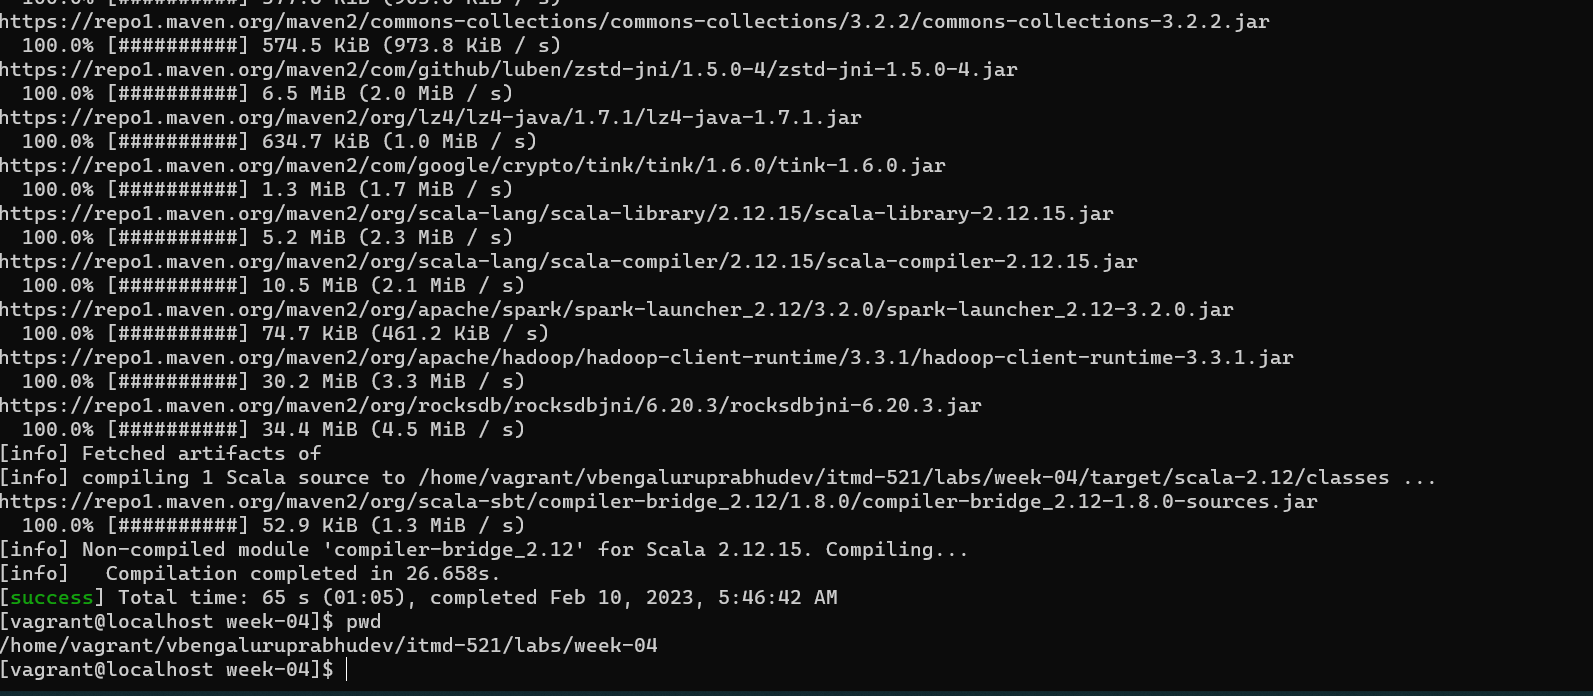 100.0% [##########] 577.8 KiB (963.0 KiB / s)
https://repo1.maven.org/maven2/commons-collections/commons-collections/3.2.2/commons-collections-3.2.2.jar
100.0% [##########] 574.5 KiB (973.8 KiB / s)
https://repo1.maven.org/maven2/com/github/luben/zstd-jni/1.5.0-4/zstd-jni-1.5.0-4.jar
100.0% [##########] 6.5 MiB (2.0 MiB / s)
https://repo1.maven.org/maven2/org/lz4/lz4-java/1.7.1/lz4-java-1.7.1.jar
100.0% [##########] 634.7 KiB (1.0 MiB / s)
https://repo1.maven.org/maven2/com/google/crypto/tink/tink/1.6.0/tink-1.6.0.jar
100.0% [##########] 1.3 MiB (1.7 MiB / s)
https://repo1.maven.org/maven2/org/scala-lang/scala-library/2.12.15/scala-library-2.12.15.jar
100.0% [##########] 5.2 MiB (2.3 MiB / s)
https://repo1.maven.org/maven2/org/scala-lang/scala-compiler/2.12.15/scala-compiler-2.12.15.jar
100.0% [##########] 10.5 MiB (2.1 MiB / s)
https://repo1.maven.org/maven2/org/apache/spark/spark-launcher_2.12/3.2.0/spark-launcher_2.12-3.2.0.jar
100.0% [##########] 74.7 KiB (461.2 KiB / s)
https://repo1.maven.org/maven2/org/apache/hadoop/hadoop-client-runtime/3.3.1/hadoop-client-runtime-3.3.1.jar
100.0% [##########] 30.2 MiB (3.3 MiB / s)
https://repo1.maven.org/maven2/org/rocksdb/rocksdbjni/6.20.3/rocksdbjni-6.20.3.jar
100.0% [##########] 34.4 MiB (4.5 MiB / s)
[info] Fetched artifacts of
[info] compiling 1 Scala source to /home/vagrant/vbengaluruprabhudev/itmd-521/labs/week-04/target/scala-2.12/classes ...
https://repo1.maven.org/maven2/org/scala-sbt/compiler-bridge_2.12/1.8.0/compiler-bridge_2.12-1.8.0-sources.jar
100.0% [##########] 52.9 KiB (1.3 MiB / s)
[info] Non-compiled module 'compiler-bridge_2.12' for Scala 2.12.15. Compiling...
[info]   Compilation completed in 26.658s.
[success] Total time: 65 s (01:05), completed Feb 10, 2023, 5:46:42 AM
[vagrant@localhost week-04]$ pwd
/home/vagrant/vbengaluruprabhudev/itmd-521/labs/week-04
[vagrant@localhost week-04]$